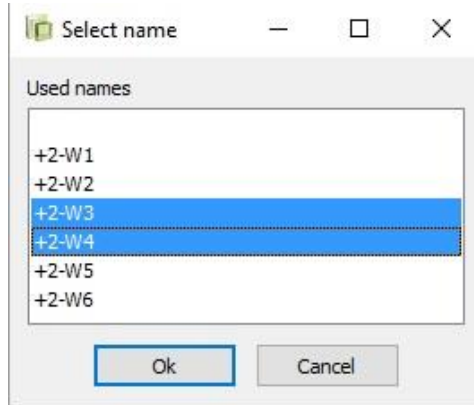 Select name
Used names
+2-W1
+2-W2
+2-W3
+2-W4
+2-W5
+2-W6
Ok Cancel